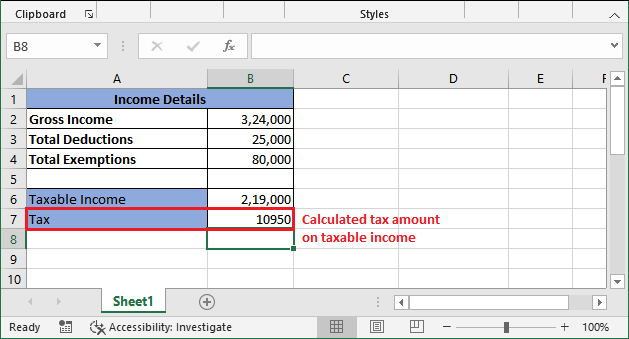 Clipboard Styles
B8 fx
A B C D E F
1 Income Details
2 Gross Income 3,24,000
3 Total Deductions 25,000
4 Total Exemptions 80,000
5
6 Taxable Income 2,19,000
7 Tax 10950 Calculated tax amount
8 on taxable income
9
10
Sheet1
Ready Accessibility: Investigate 100%